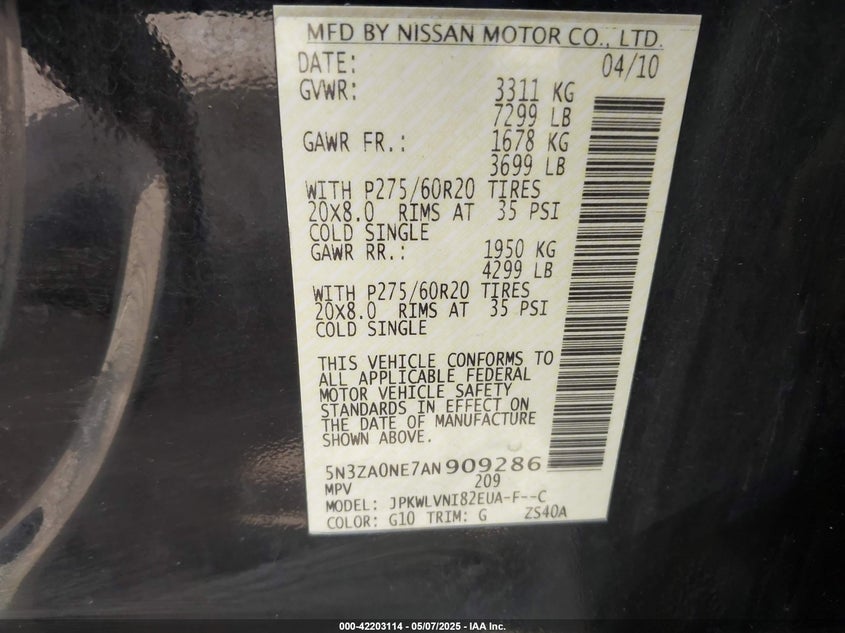 MFD BY NISSAN MOTOR CO., LTD.
DATE: 04/10
GVWR: 3311 KG
7299 LB
GAWR FR.: 1678 KG
3699 LB
WITH P275/60R20 TIRES
20X8.0 RIMS AT 35 PSI
COLD SINGLE
GAWR RR.: 1950 KG
4299 LB
WITH P275/60R20 TIRES
20X8.0 RIMS AT 35 PSI
COLD SINGLE
THIS VEHICLE CONFORMS TO
ALL APPLICABLE FEDERAL
MOTOR VEHICLE SAFETY
STANDARDS IN EFFECT ON
THE DATE OF MANUFACTURE
SHOWN ABOVE.
5N3ZA0NE7AN909286
MPV 209
MODEL: JPKWLVNI82EUA-F--C
COLOR: G10 TRIM: G ZS40A
000-42203114 - 05/07/2025 - IAA Inc.